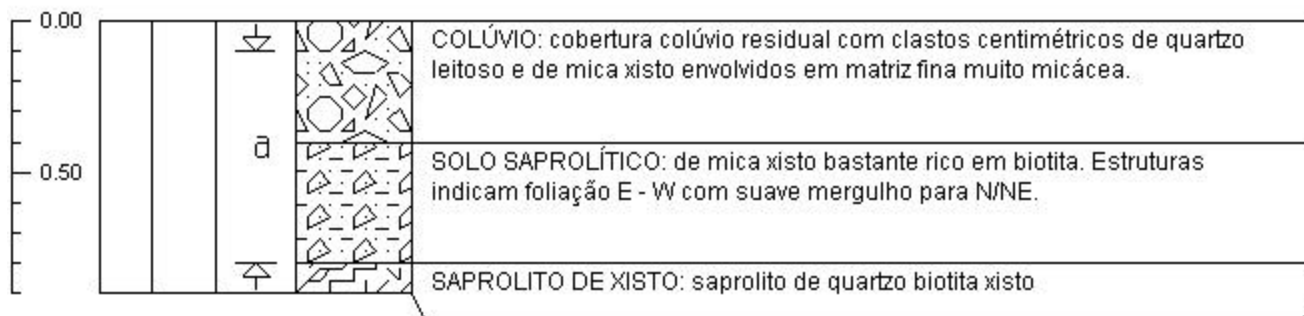 0.00
COLÚVIO: cobertura colúvio residual com clastos centimétricos de quartzo
leitoso e de mica xisto envolvidos em matriz fina muito micácea.
a
0.50
SOLO SAPROLÍTICO: de mica xisto bastante rico em biotita. Estruturas
indicam foliação E - W com suave mergulho para N/NE.
SAPROLITO DE XISTO: saprolito de quartzo biotita xisto